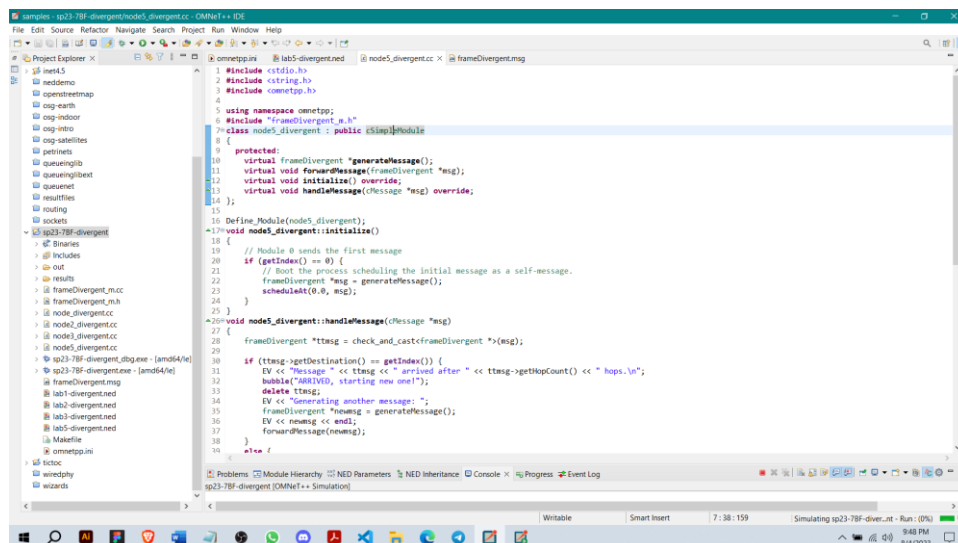 samples - sp23-7BF-divergent/node5_divergent.cc - OMNeT++ IDE
File Edit Source Refactor Navigate Search Project Run Window Help
Project Explorer
omnetpp.ini lab5-divergent.ned node5_divergent.cc frameDivergent.msg
inet4.5
neddemo
openstreetmap
osg-earth
osg-indoor
osg-intro
osg-satellites
petrinets
queueinglib
queueinglibext
queuenet
resultfiles
routing
sockets
sp23-7BF-divergent
Binaries
Includes
out
results
frameDivergent_m.cc
frameDivergent_m.h
node_divergent.cc
node2_divergent.cc
node3_divergent.cc
node5_divergent.cc
sp23-7BF-divergent_dbg.exe - [amd64/le]
sp23-7BF-divergent.exe - [amd64/le]
frameDivergent.msg
lab1-divergent.ned
lab2-divergent.ned
lab3-divergent.ned
lab5-divergent.ned
Makefile
omnetpp.ini
tictoc
wiredphy
wizards
1 #include <stdio.h>
2 #include <string.h>
3 #include <omnetpp.h>
4
5 using namespace omnetpp;
6 #include "frameDivergent_m.h"
7 class node5_divergent : public cSimpleModule
8 {
9 protected:
10 virtual frameDivergent *generateMessage();
11 virtual void forwardMessage(frameDivergent *msg);
12 virtual void initialize() override;
13 virtual void handleMessage(cMessage *msg) override;
14 };
15
16 Define_Module(node5_divergent);
17 void node5_divergent::initialize()
18 {
19 // Module 0 sends the first message
20 if (getIndex() == 0) {
21 // Boot the process scheduling the initial message as a self-message.
22 frameDivergent *msg = generateMessage();
23 scheduleAt(0.0, msg);
24 }
25 }
26 void node5_divergent::handleMessage(cMessage *msg)
27 {
28 frameDivergent *ttmsg = check_and_cast<frameDivergent *>(msg);
29
30 if (ttmsg->getDestination() == getIndex()) {
31 EV << "Message " << ttmsg << " arrived after " << ttmsg->getHopCount() << " hops.\n";
32 bubble("ARRIVED, starting new one!");
33 delete ttmsg;
34 EV << "Generating another message: ";
35 frameDivergent *newmsg = generateMessage();
36 EV << newmsg << endl;
37 forwardMessage(newmsg);
38 }
39 else {
Problems Module Hierarchy NED Parameters NED Inheritance Console Progress Event Log
sp23-7BF-divergent [OMNeT++ Simulation]
Writable Smart Insert 7 : 38 : 159 Simulating sp23-7BF-diver...nt - Run : (0%)
9:48 PM